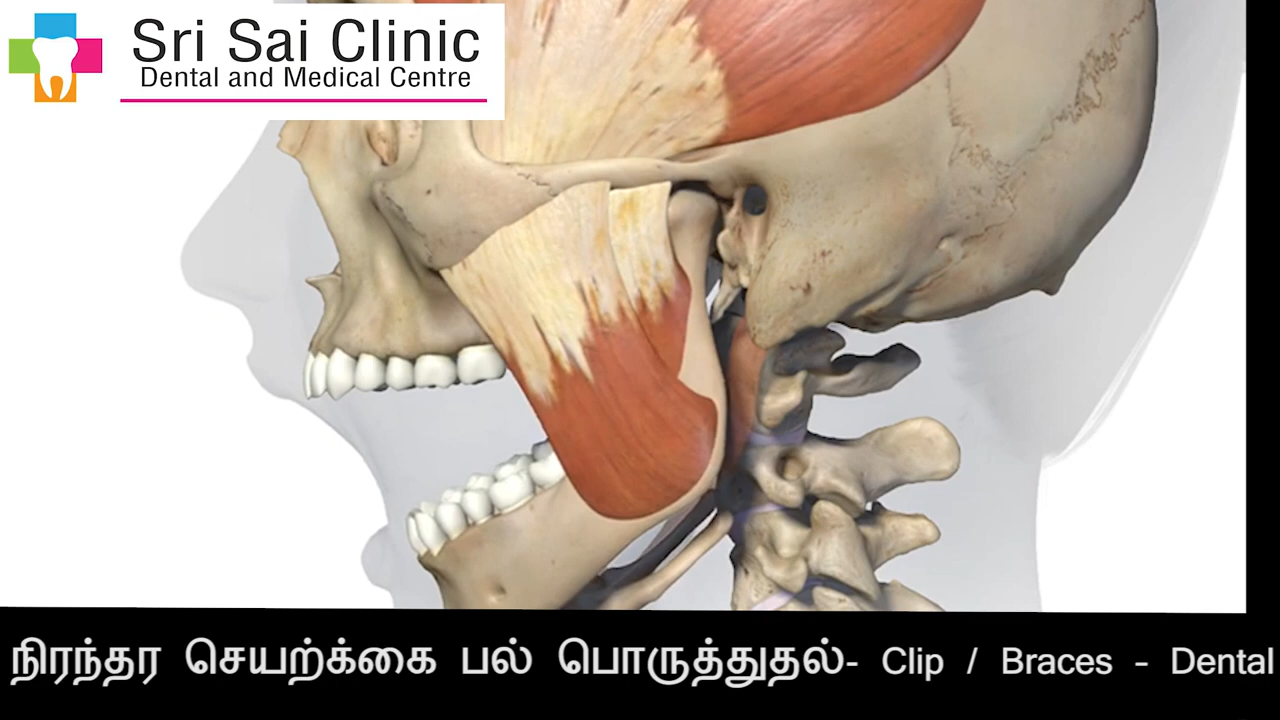 Sri Sai Clinic
Dental and Medical Centre
நிரந்தர செயற்க்கை பல் பொருத்துதல்- Clip / Braces - Dental